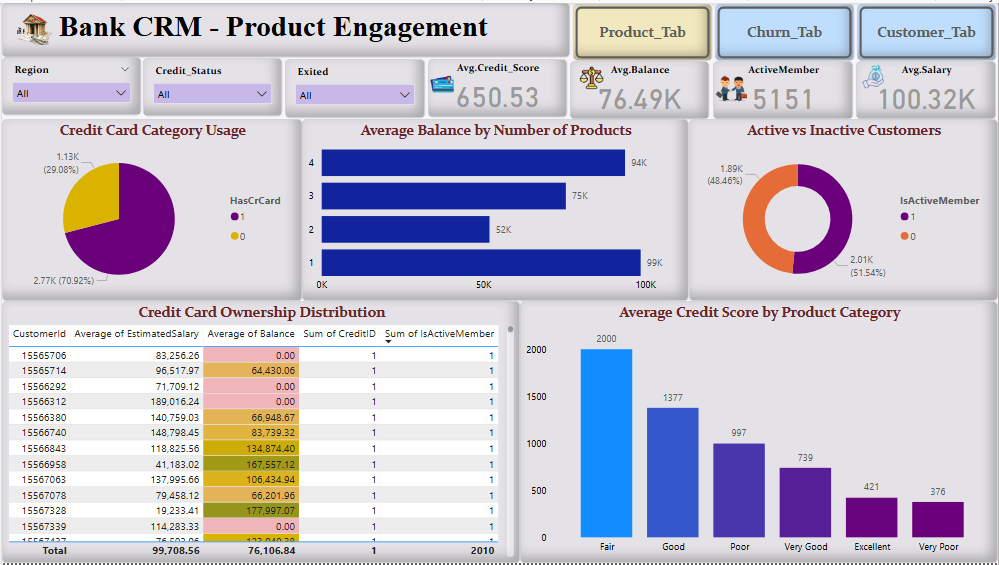 Bank CRM - Product Engagement
Product_Tab
Churn_Tab
Customer_Tab
Region
All
Credit_Status
All
Exited
All
Avg.Credit_Score
650.53
Avg.Balance
76.49K
ActiveMember
5151
Avg.Salary
100.32K
Credit Card Category Usage
1.13K
(29.08%)
2.77K (70.92%)
HasCrCard
1
0
Average Balance by Number of Products
4
94K
3
75K
2
52K
1
99K
0K
50K
100K
Active vs Inactive Customers
1.89K
(48.46%)
2.01K
(51.54%)
IsActiveMember
1
0
Credit Card Ownership Distribution
CustomerId Average of EstimatedSalary Average of Balance Sum of CreditID Sum of IsActiveMember
15565706 83,256.26 0.00 1 1
15565714 96,517.97 64,430.06 1 1
15566292 71,709.12 0.00 1 1
15566312 189,016.24 0.00 1 1
15566380 140,759.03 66,948.67 1 1
15566740 148,798.45 83,739.32 1 1
15566843 118,825.56 134,874.40 1 1
15566958 41,183.02 167,557.12 1 1
15567063 137,995.66 106,434.94 1 1
15567078 79,458.12 66,201.96 1 1
15567328 19,233.41 177,997.07 1 1
15567339 114,283.33 0.00 1 1
Total 99,708.56 76,106.84 1 2010
Average Credit Score by Product Category
2000
1500
1000
500
0
2000
1377
997
739
421
376
Fair
Good
Poor
Very Good
Excellent
Very Poor